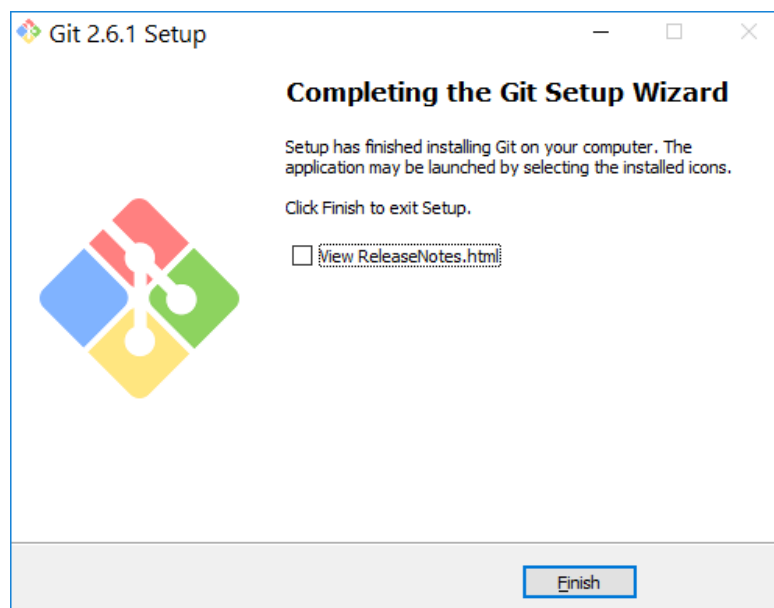 Git 2.6.1 Setup
Completing the Git Setup Wizard
Setup has finished installing Git on your computer. The
application may be launched by selecting the installed icons.
Click Finish to exit Setup.
View ReleaseNotes.html
Finish